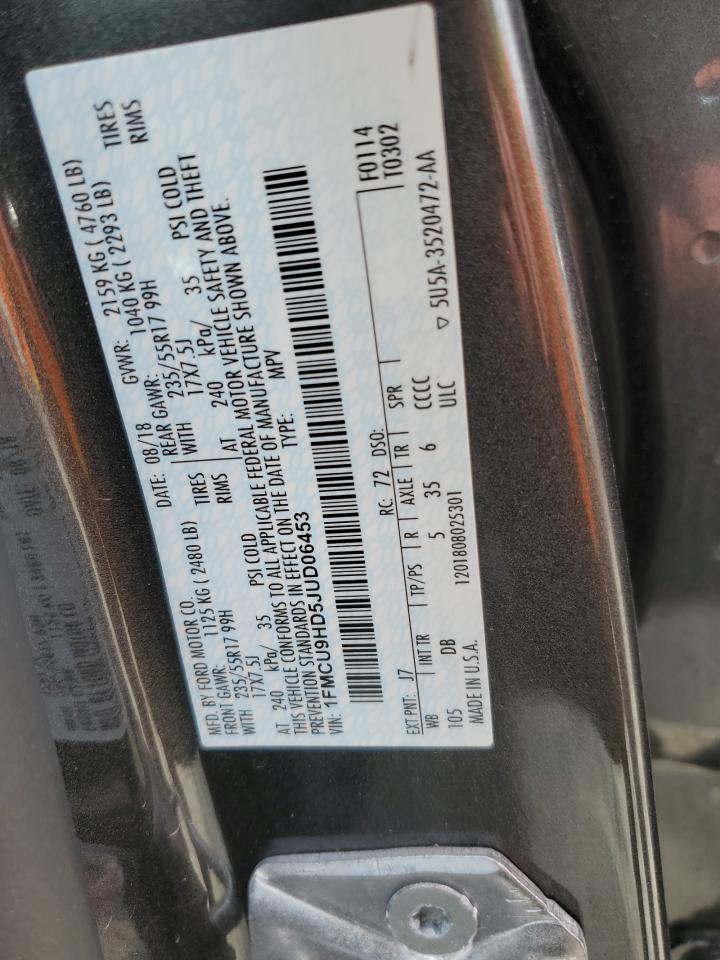 MFD. BY FORD MOTOR CO. DATE: 08/18 GVWR: 2159 KG ( 4760 LB)
FRONT GAWR: 1125 KG ( 2480 LB) REAR GAWR: 1040 KG ( 2293 LB)
WITH 235/55R17 99H TIRES WITH 235/55R17 99H TIRES
17X7.5J RIMS 17X7.5J RIMS
AT 240 kPa/ 35 PSI COLD AT 240 kPa/ 35 PSI COLD
THIS VEHICLE CONFORMS TO ALL APPLICABLE FEDERAL MOTOR VEHICLE SAFETY AND THEFT
PREVENTION STANDARDS IN EFFECT ON THE DATE OF MANUFACTURE SHOWN ABOVE.
VIN: 1FMCU9HD5JUD06453 TYPE: MPV
F0114
T0302
EXT PNT: J7 RC: 72 DSO:
WB INT TR TP/PS R AXLE TR SPR
105 DB 5 35 6 CCCC
MADE IN U.S.A. 1201808025301 ULC
▽ 5U5A-3520472-AA